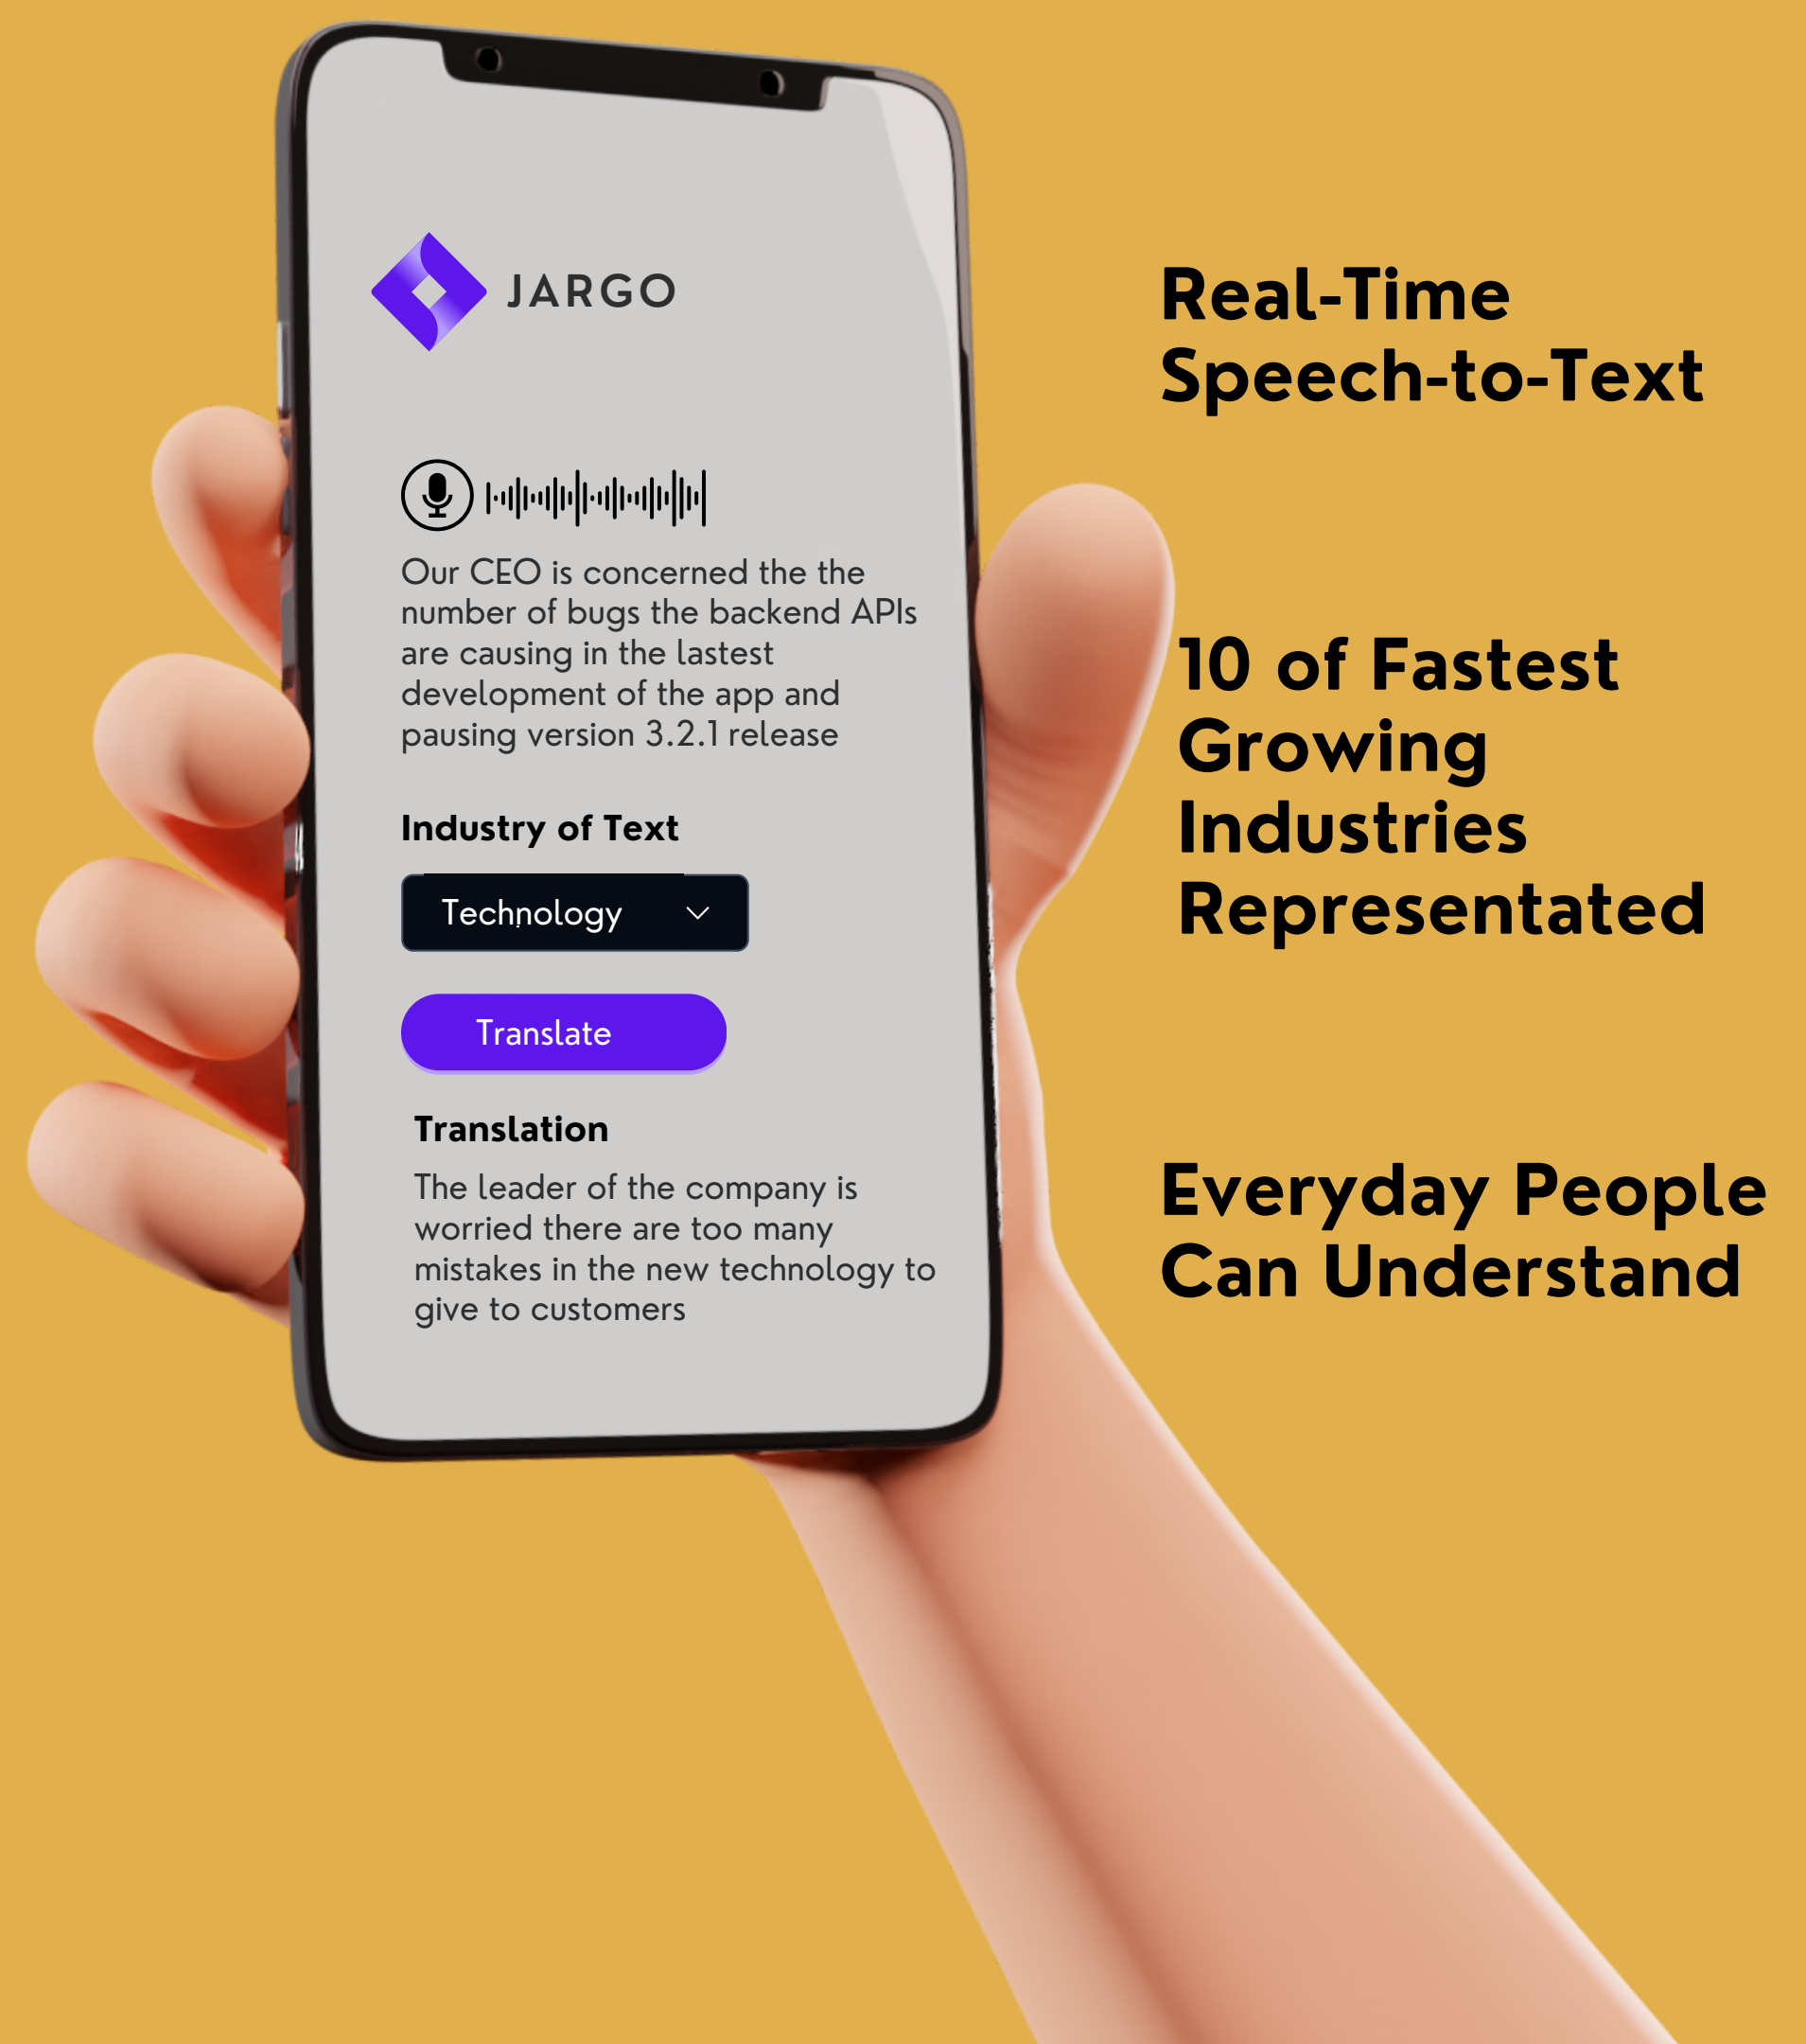 JARGO
Our CEO is concerned the the
number of bugs the backend APIs
are causing in the lastest
development of the app and
pausing version 3.2.1 release
Industry of Text
Technology
Translate
Translation
The leader of the company is
worried there are too many
mistakes in the new technology to
give to customers
Real-Time
Speech-to-Text
10 of Fastest
Growing
Industries
Representated
Everyday People
Can Understand